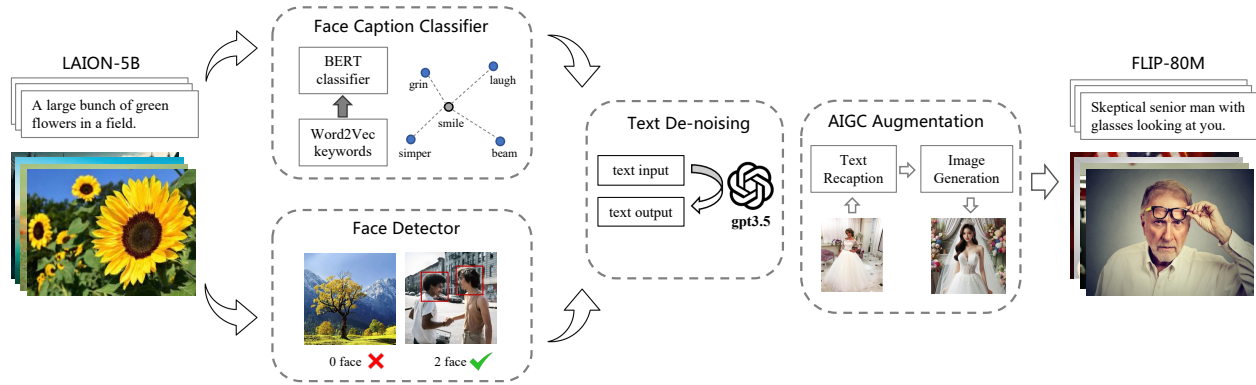 LAION-5B
A large bunch of green
flowers in a field.
Face Caption Classifier
BERT
classifier
Word2Vec
keywords
grin
laugh
smile
simper
beam
Face Detector
0 face
2 face
Text De-noising
text input
text output
gpt3.5
AIGC Augmentation
Text
Recaption
Image
Generation
FLIP-80M
Skeptical senior man with
glasses looking at you.